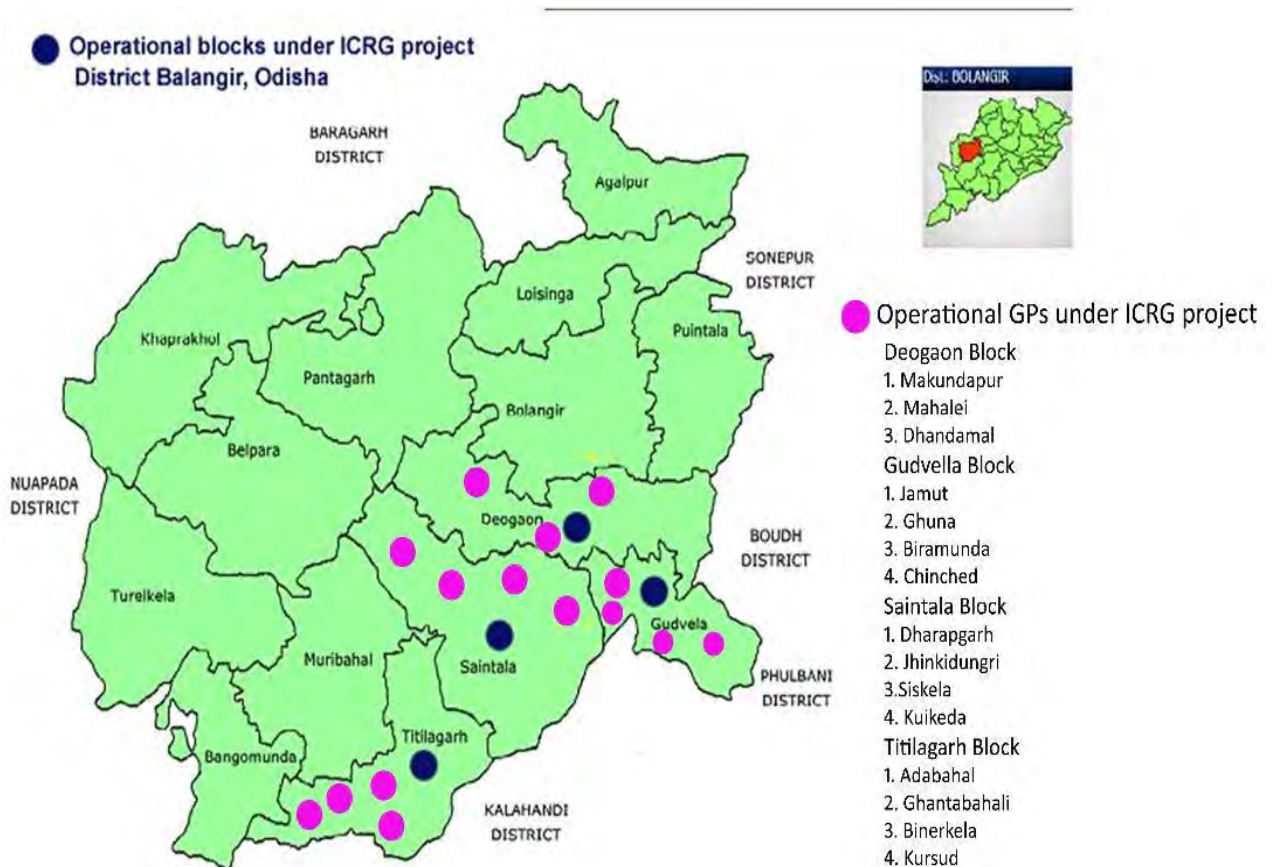 Operational blocks under ICRG project
District Balangir, Odisha
Dist: BOLANGIR
BARAGARH
DISTRICT
Agalpur
SONEPUR
DISTRICT
Loisinga
Puintala
Khaprakhol
Pantagarh
Bolangir
Belpara
NUAPADA
DISTRICT
Deogaon
BOUDH
DISTRICT
Tureikela
Gudvela
Muribahal
Saintala
PHULBANI
DISTRICT
Titilagarh
Bangomunda
KALAHANDI
DISTRICT
Operational GPs under ICRG project
Deogaon Block
1. Makundapur
2. Mahalei
3. Dhandamal
Gudvella Block
1. Jamut
2. Ghuna
3. Biramunda
4. Chinched
Saintala Block
1. Dharapgarh
2. Jhinkidungri
3.Siskela
4. Kuikeda
Titilagarh Block
1. Adabahal
2. Ghantabahali
3. Binerkela
4. Kursud